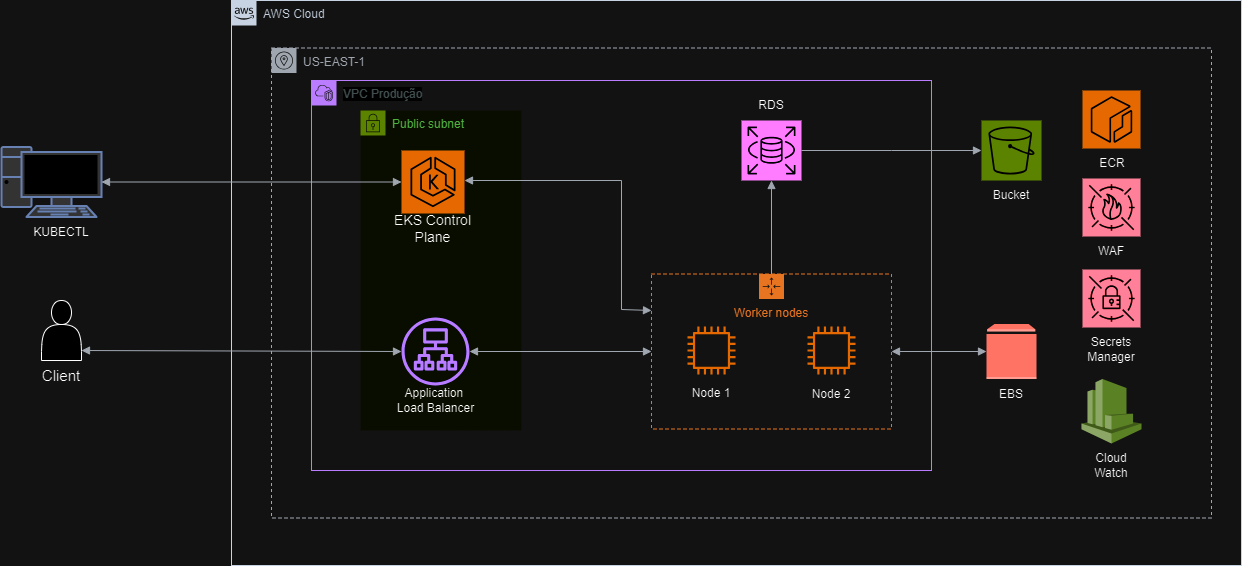 aws
AWS Cloud
US-EAST-1
VPC Produção
Public subnet
RDS
KUBECTL
K
EKS Control
Plane
Bucket
ECR
WAF
Worker nodes
Secrets
Manager
Client
Application
Load Balancer
Node 1
Node 2
EBS
Cloud
Watch